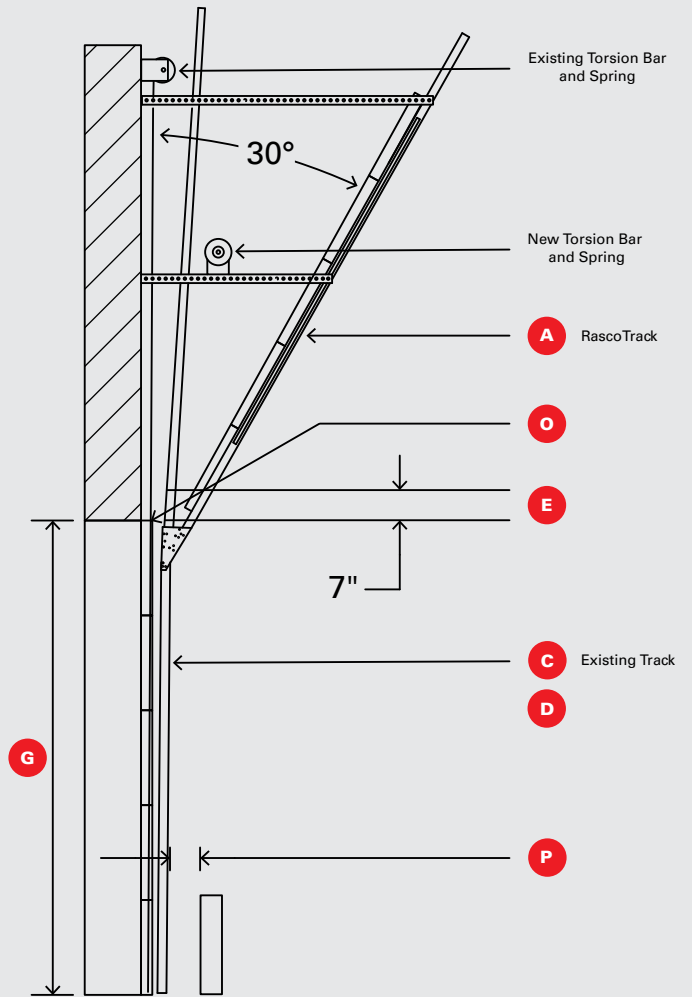 Existing Torsion Bar
and Spring
30°
New Torsion Bar
and Spring
A RascoTrack
O
E
7"
C Existing Track
D
G
P